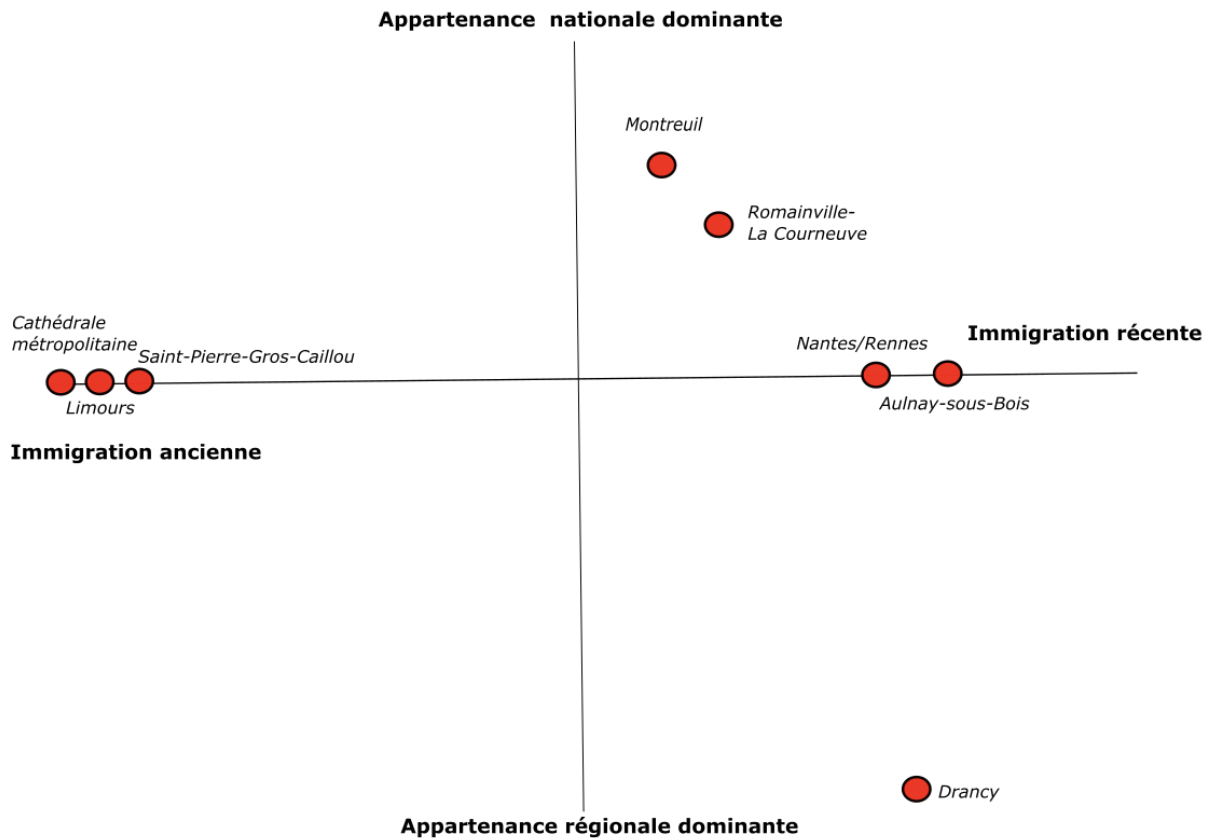 Appartenance nationale dominante
Montreuil
Romainville-
La Courneuve
Cathédrale
métropolitaine
Saint-Pierre-Gros-Caillou
Nantes/Rennes
Immigration récente
Limours
Aulnay-sous-Bois
Immigration ancienne
Drancy
Appartenance régionale dominante